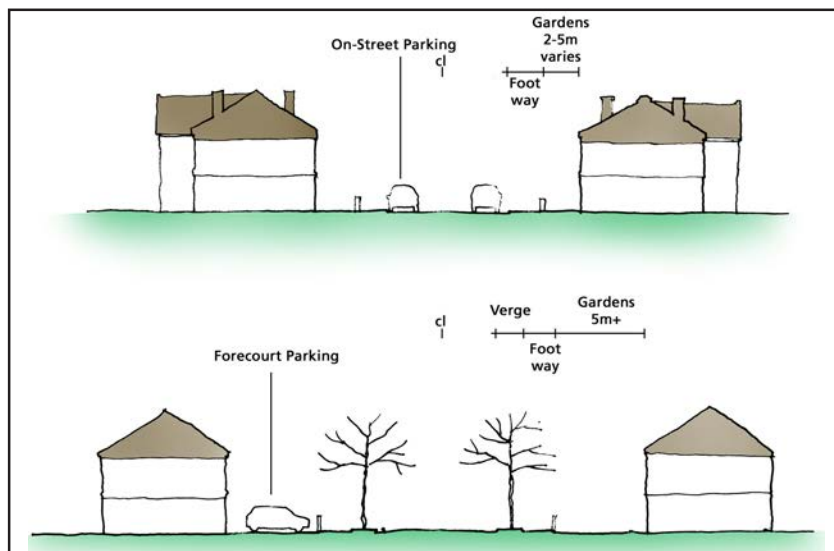 Gardens
2-5m
varies
On-Street Parking
cl
Foot
way
Gardens
5m+
Verge
cl
Foot
way
Forecourt Parking